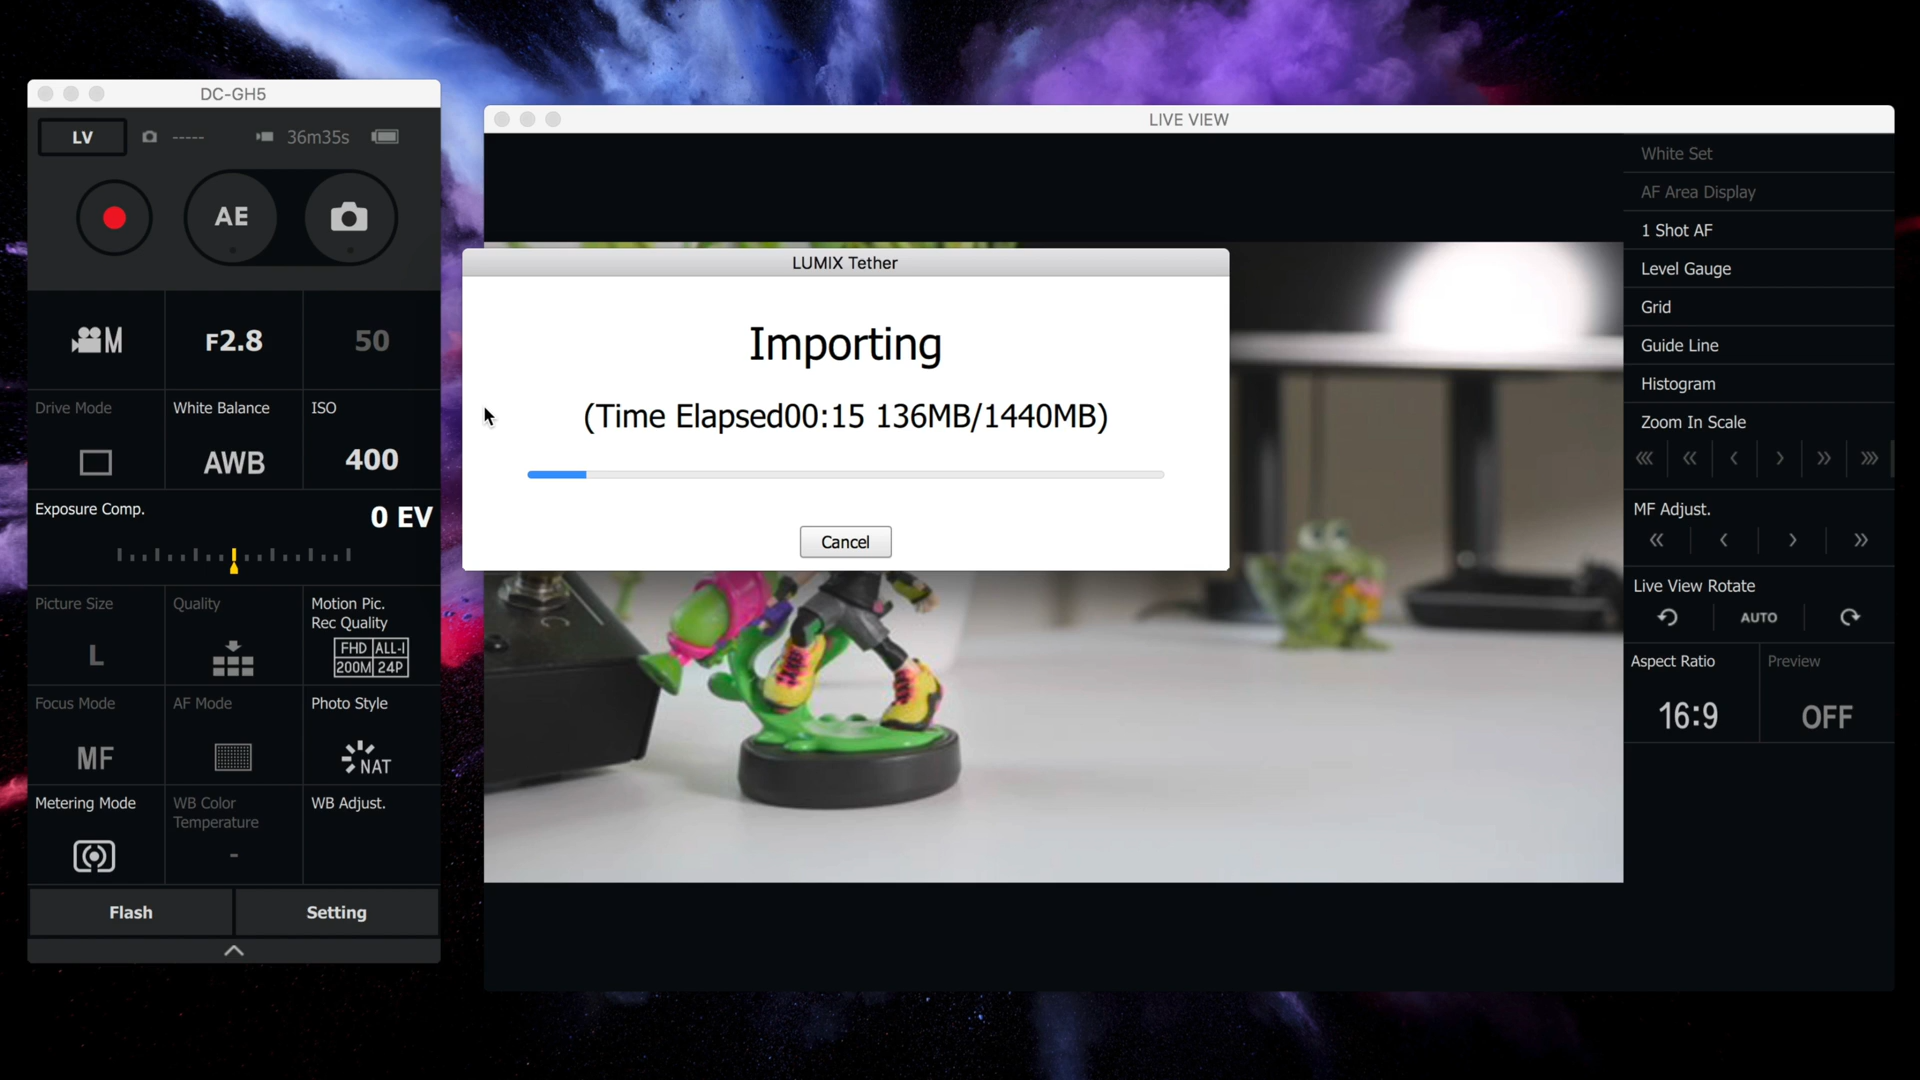 DC-GH5
LV
-----
36m35s
AE
M
F2.8
50
Drive Mode
White Balance
ISO
AWB
400
Exposure Comp.
0 EV
Picture Size
Quality
Motion Pic.
Rec Quality
L
FHD ALL-I
200M 24P
Focus Mode
AF Mode
Photo Style
MF
NAT
Metering Mode
WB Color
Temperature
WB Adjust.
-
Flash
Setting
LIVE VIEW
LUMIX Tether
Importing
(Time Elapsed00:15 136MB/1440MB)
Cancel
White Set
AF Area Display
1 Shot AF
Level Gauge
Grid
Guide Line
Histogram
Zoom In Scale
MF Adjust.
Live View Rotate
AUTO
Aspect Ratio
Preview
16:9
OFF